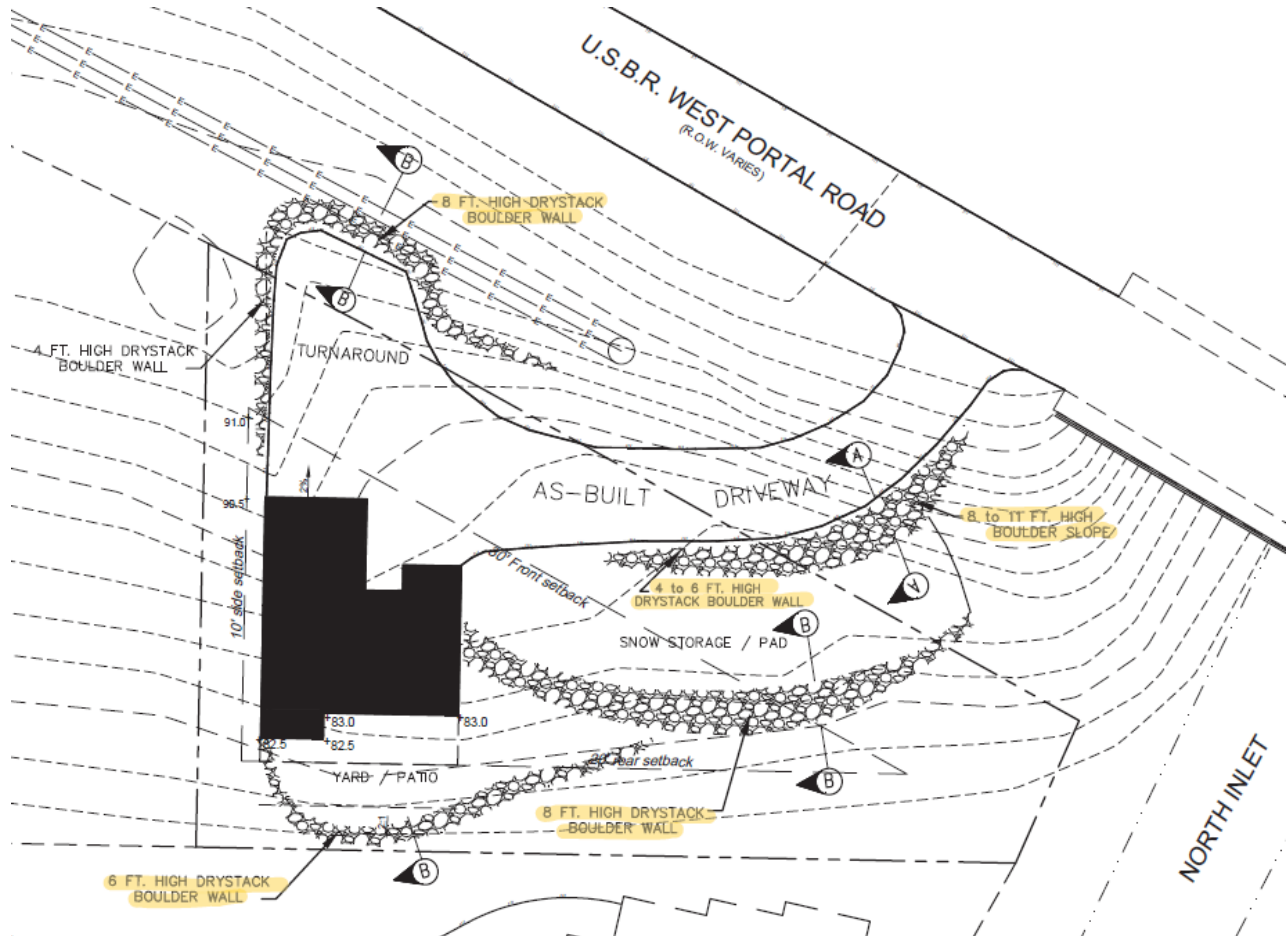 U.S.B.R. WEST PORTAL ROAD
(R.O.W. VARIES)
E E E E E E E E
E E E E E E E E
E E E E E E E E
E E E E E E E E
B
8 FT. HIGH DRYSTACK
BOULDER WALL
B
4 FT. HIGH DRYSTACK
BOULDER WALL
TURNAROUND
91.0
2%
90.5
AS-BUILT DRIVEWAY
A
8 to 11 FT. HIGH
BOULDER SLOPE
10' side setback
30' Front setback
4 to 6 FT. HIGH
DRYSTACK BOULDER WALL
A
B
SNOW STORAGE / PAD
83.0
83.0
82.5
82.5
rear setback
YARD / PATIO
B
8 FT. HIGH DRYSTACK
BOULDER WALL
NORTH INLET
B
6 FT. HIGH DRYSTACK
BOULDER WALL